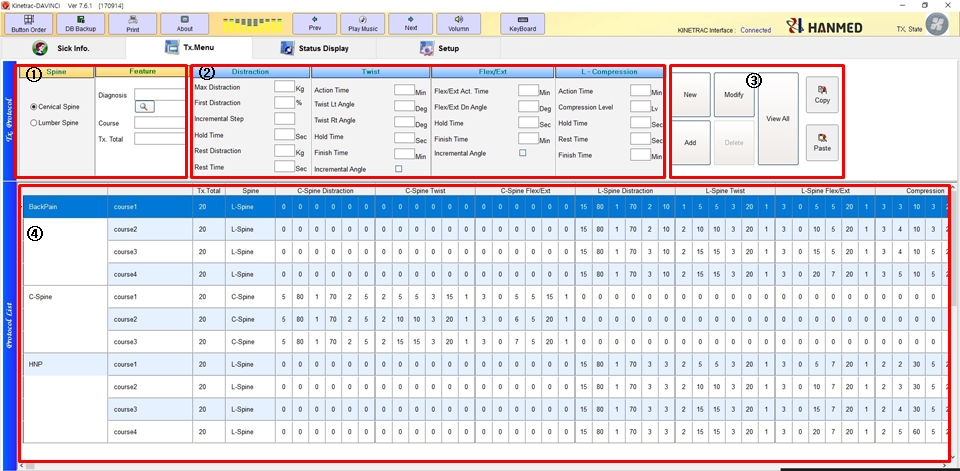 Kinetrac-DAVINCI Ver 7.6.1 [170914]
Button Order DB Backup Print About Prev Play Music Next Volumn KeyBoard
KINETRAC Interface : Connected HANMED TX, State
Sick Info. Tx.Menu Status Display Setup
Tx. Protocol
① Spine Feature
Conical Spine
Lumber Spine
Diagnosis
Course
Tx. Total
② Distraction Twist Flex/Ext L - Compression
Max Distraction Kg
First Distraction %
Incremental Step
Hold Time Sec
Rest Distraction Kg
Rest Time Sec
Action Time Min
Twist Lt Angle Deg
Twist Rt Angle Deg
Hold Time Sec
Finish Time Min
Incremental Angle
Flex/Ext Act. Time Min
Flex/Ext Dn Angle Deg
Hold Time Sec
Finish Time Min
Incremental Angle
Action Time Min
Compression Level Lv
Hold Time Sec
Rest Time Sec
Finish Time Min
③
New Modify View All Copy
Add Delete Paste
Protocol List
④
Tx.Total Spine C-Spine Distraction C-Spine Twist C-Spine Flex/Ext L-Spine Distraction L-Spine Twist L-Spine Flex/Ext Compression
BackPain course1 20 L-Spine 0 0 0 0 0 0 0 0 0 0 0 0 0 0 0 0 0 0 15 80 1 70 2 10 1 5 5 3 20 1 3 0 5 5 20 1 3 3 10 3 2
course2 20 L-Spine 0 0 0 0 0 0 0 0 0 0 0 0 0 0 0 0 0 0 15 80 1 70 2 10 2 10 10 3 20 1 3 0 10 5 20 1 3 4 10 3 2
course3 20 L-Spine 0 0 0 0 0 0 0 0 0 0 0 0 0 0 0 0 0 0 15 80 1 70 3 10 2 15 15 3 20 1 3 0 15 7 20 1 3 4 10 5 2
course4 20 L-Spine 0 0 0 0 0 0 0 0 0 0 0 0 0 0 0 0 0 0 15 80 1 70 3 10 2 15 15 3 20 1 3 0 20 7 20 1 3 5 10 5 2
C-Spine course1 20 C-Spine 5 80 1 70 2 5 2 5 5 3 15 1 3 0 5 5 15 1 0 0 0 0 0 0 0 0 0 0 0 0 0 0 0 0 0 0 0 0 0 0
course2 20 C-Spine 5 80 1 70 2 5 2 10 10 3 20 1 3 0 6 5 20 1 0 0 0 0 0 0 0 0 0 0 0 0 0 0 0 0 0 0 0 0 0 0
course3 20 C-Spine 5 80 1 70 2 5 2 15 15 3 20 1 3 0 7 5 20 1 0 0 0 0 0 0 0 0 0 0 0 0 0 0 0 0 0 0 0 0 0 0
HNP course1 20 L-Spine 0 0 0 0 0 0 0 0 0 0 0 0 0 0 0 0 0 0 15 80 1 70 3 3 1 5 5 3 20 1 3 0 5 7 20 1 2 2 30 5 2
course2 20 L-Spine 0 0 0 0 0 0 0 0 0 0 0 0 0 0 0 0 0 0 15 80 1 70 3 3 2 10 10 3 20 1 3 0 10 7 20 1 2 3 30 5 2
course3 20 L-Spine 0 0 0 0 0 0 0 0 0 0 0 0 0 0 0 0 0 0 15 80 1 70 3 3 2 15 15 3 20 1 3 0 15 7 20 1 2 4 30 5 2
course4 20 L-Spine 0 0 0 0 0 0 0 0 0 0 0 0 0 0 0 0 0 0 15 80 1 70 3 3 2 15 15 3 20 1 3 0 20 7 20 1 2 5 60 5 2